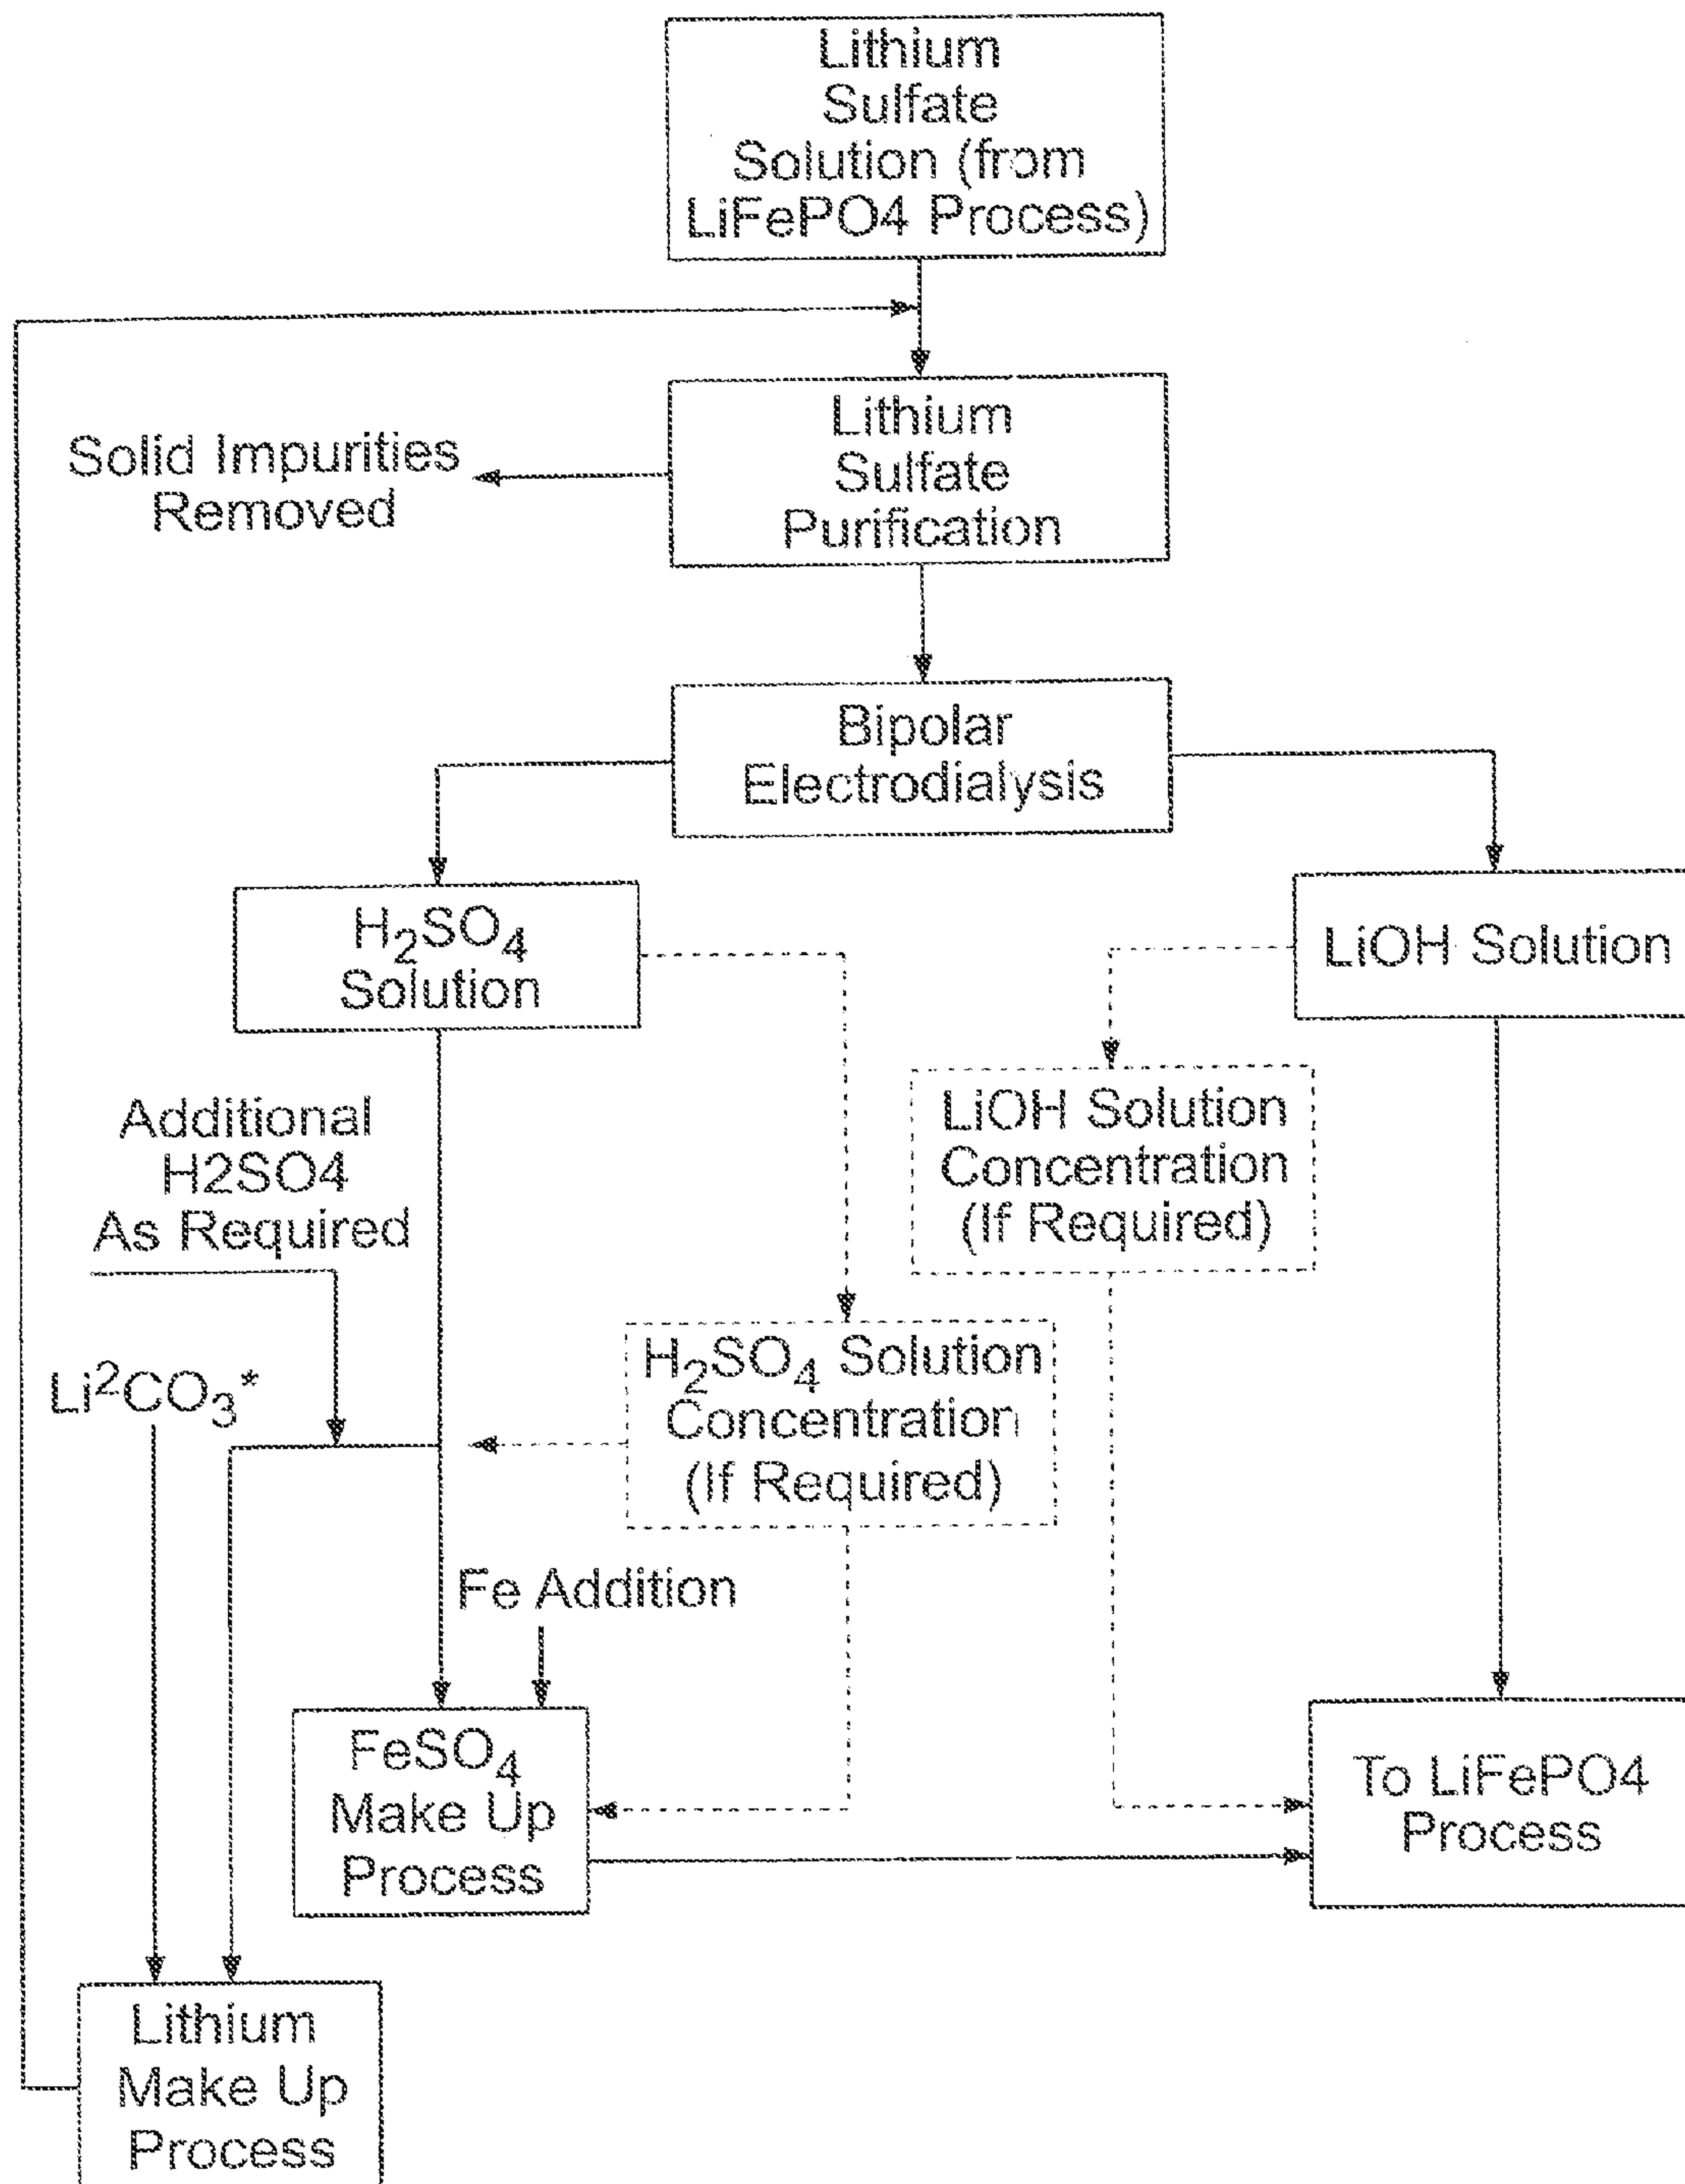 Lithium
Sulfate
Solution (from
LiFePO4 Process)
Solid Impurities
Removed
Lithium
Sulfate
Purification
Bipolar
Electrodialysis
H₂SO₄
Solution
LiOH Solution
Additional
H2SO4
As Required
LiOH Solution
Concentration
(If Required)
Li²CO₃*
H₂SO₄ Solution
Concentration
(If Required)
Fe Addition
FeSO₄
Make Up
Process
To LiFePO4
Process
Lithium
Make Up
Process